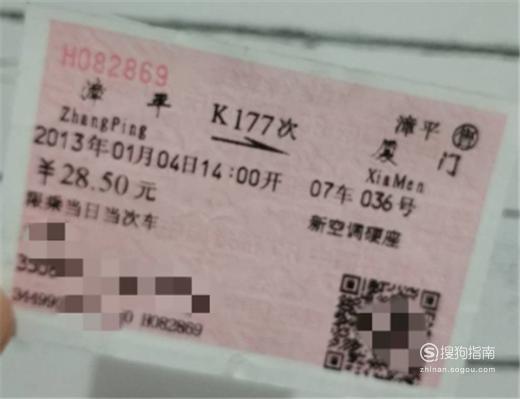 H082869
漳平 售
漳平 K177次 厦门
ZhangPing XiaMen
2013年01月04日14:00开 07车 036号
¥28.50元 新空调硬座
限乘当日当次车
H082869
搜狗指南
zhinan.sogou.com